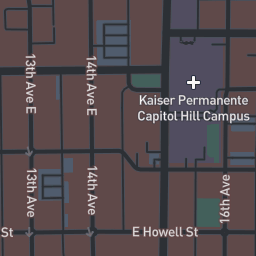 13th Ave E
14th Ave E
Kaiser Permanente
Capitol Hill Campus
13th Ave
14th Ave
16th Ave
St
E Howell St